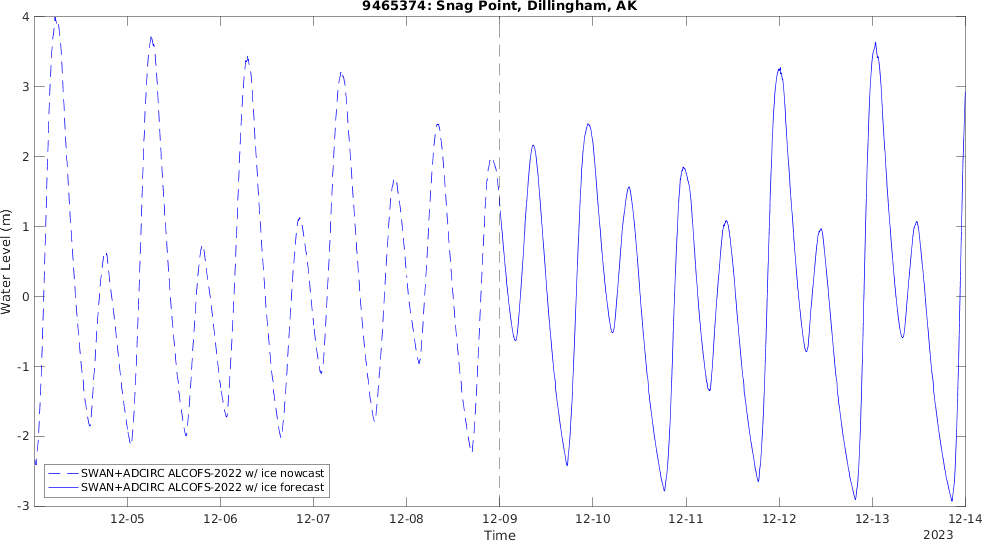 9465374: Snag Point, Dillingham, AK
4
3
2
1
0
-1
-2
-3
Water Level (m)
SWAN+ADCIRC ALCOFS-2022 w/ ice nowcast
SWAN+ADCIRC ALCOFS-2022 w/ ice forecast
12-05 12-06 12-07 12-08 12-09 12-10 12-11 12-12 12-13 12-14
Time
2023